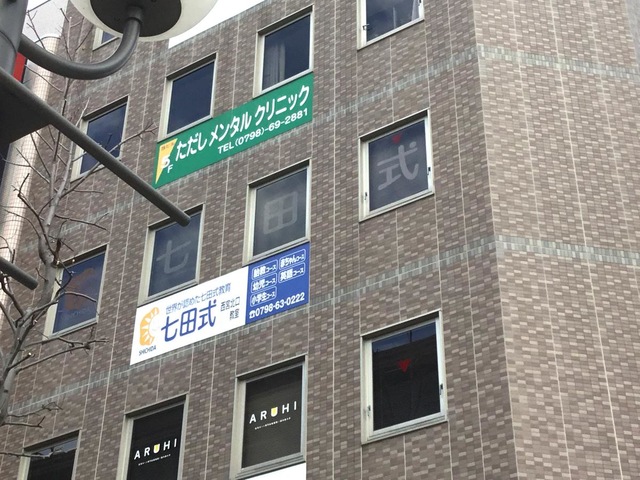 ただし メンタル クリニック
TEL(0798)-69-2881
F
七 田 式
世界が認めた七田式教育
七田式 西宮北口
教室
SHICHIDA
胎教コース 赤ちゃんコース
幼児コース 英語コース
小学生コース
☎0798-63-0222
ARUHI
ARUHI